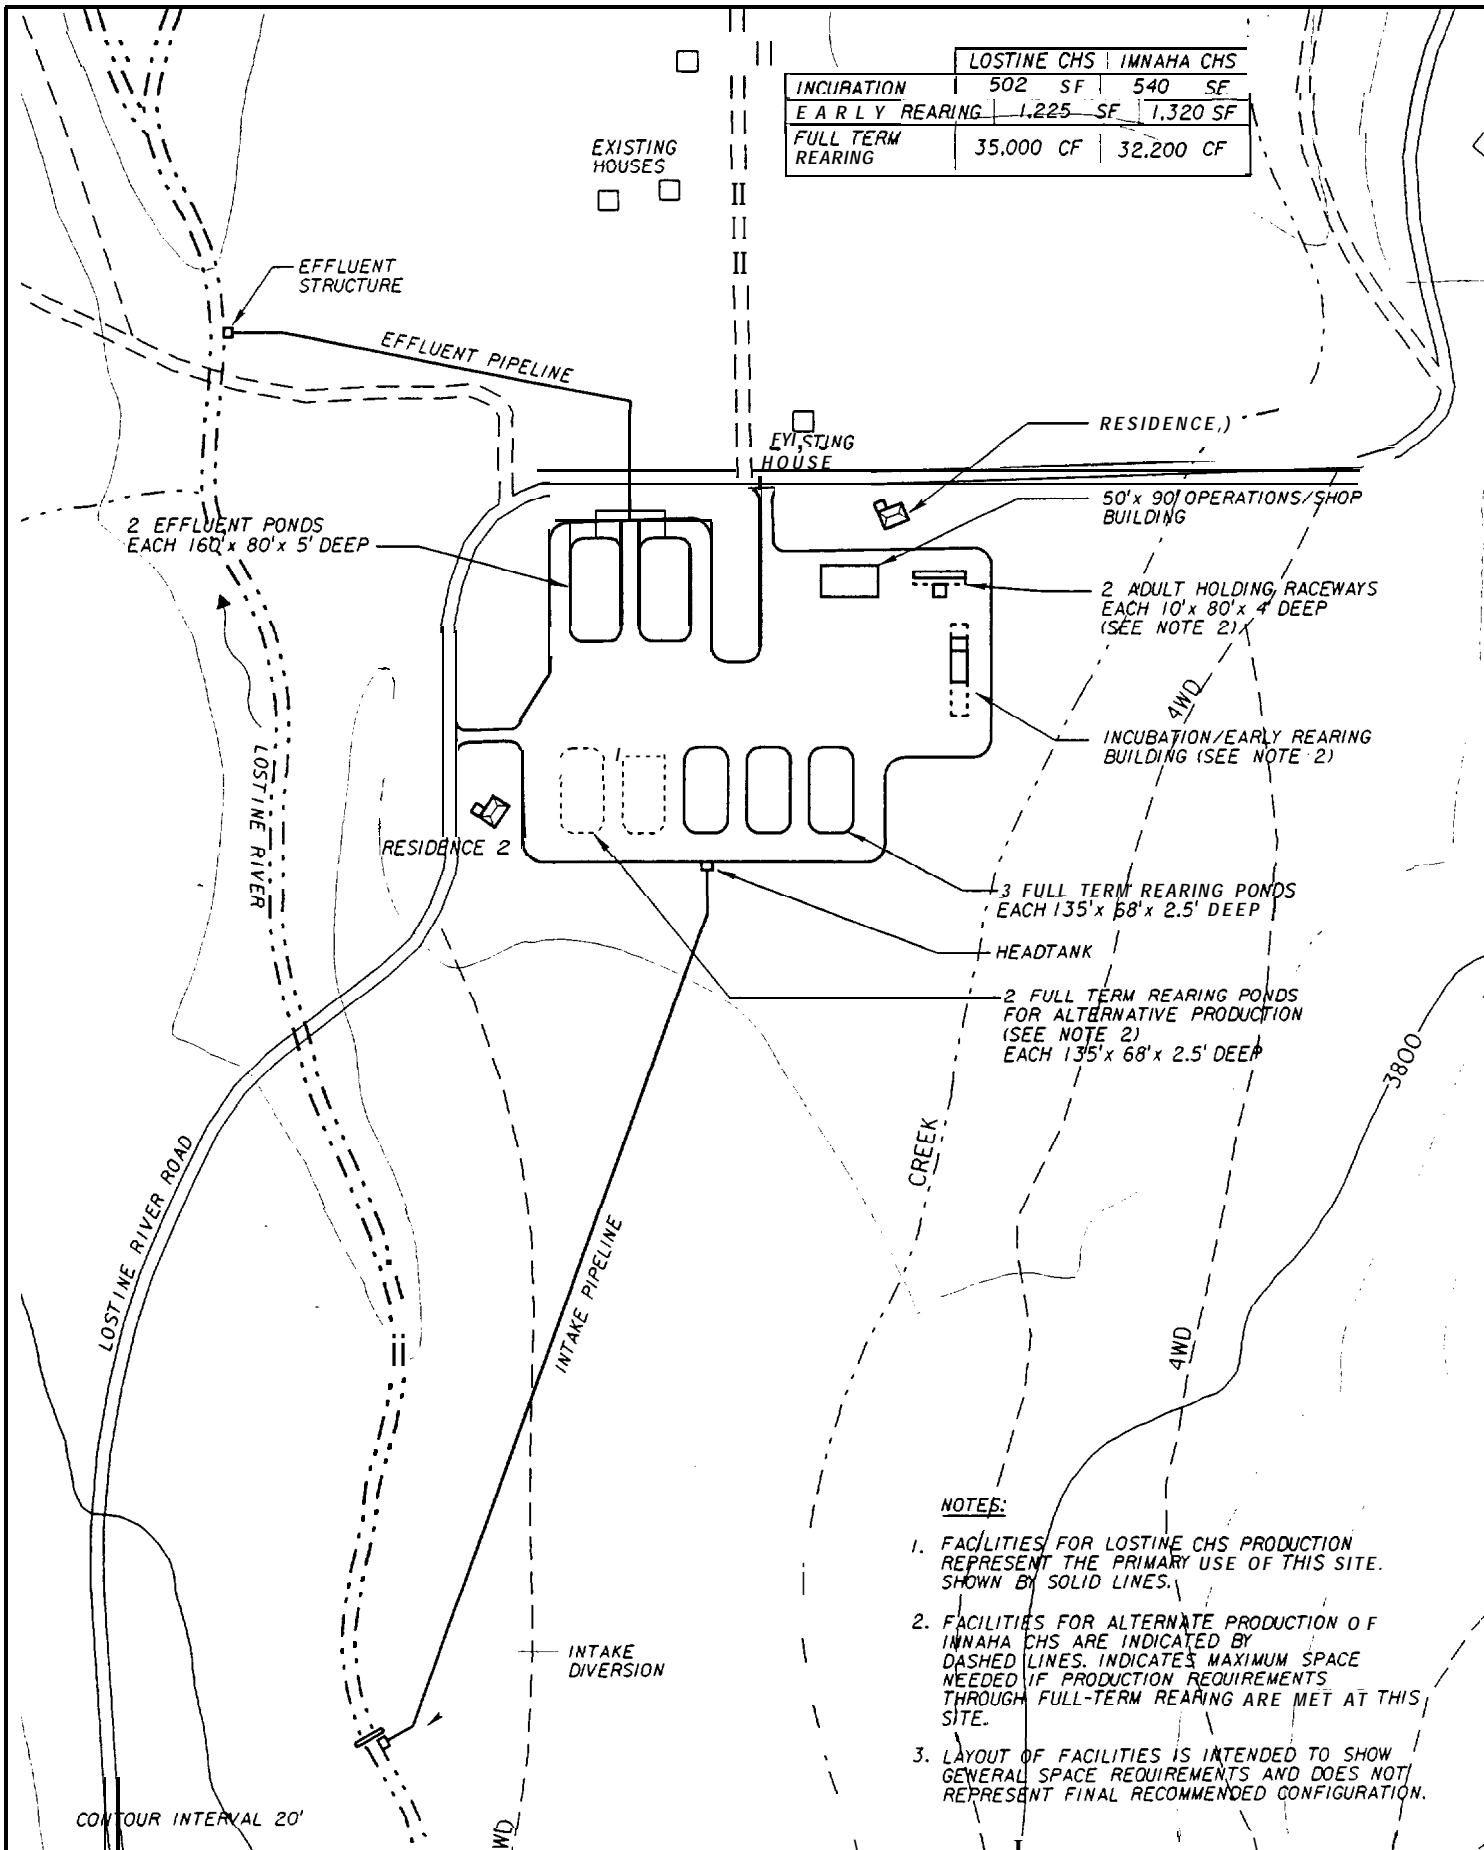 LOSTINE CHS IMNAHA CHS
INCUBATION 502 SF 540 SF
EARLY REARING 1,225 SF 1,320 SF
FULL TERM REARING 35,000 CF 32,200 CF
EXISTING
HOUSES
EFFLUENT
STRUCTURE
EFFLUENT PIPELINE
EXISTING
HOUSE
RESIDENCE,)
50' x 90' OPERATIONS/SHOP
BUILDING
2 EFFLUENT PONDS
EACH 160' x 80' x 5' DEEP
2 ADULT HOLDING RACEWAYS
EACH 10' x 80' x 4' DEEP
(SEE NOTE 2)
4WD
INCUBATION/EARLY REARING
BUILDING (SEE NOTE 2)
LOSTINE RIVER
RESIDENCE 2
3 FULL TERM REARING PONDS
EACH 135' x 68' x 2.5' DEEP
HEADTANK
2 FULL TERM REARING PONDS
FOR ALTERNATIVE PRODUCTION
(SEE NOTE 2)
EACH 135' x 68' x 2.5' DEEP
3800
CREEK
LOSTINE RIVER ROAD
INTAKE PIPELINE
4WD
INTAKE
DIVERSION
NOTES:
1. FACILITIES FOR LOSTINE CHS PRODUCTION
REPRESENT THE PRIMARY USE OF THIS SITE.
SHOWN BY SOLID LINES.
2. FACILITIES FOR ALTERNATE PRODUCTION OF
IMNAHA CHS ARE INDICATED BY
DASHED LINES. INDICATES MAXIMUM SPACE
NEEDED IF PRODUCTION REQUIREMENTS
THROUGH FULL-TERM REARING ARE MET AT THIS
SITE.
3. LAYOUT OF FACILITIES IS INTENDED TO SHOW
GENERAL SPACE REQUIREMENTS AND DOES NOT
REPRESENT FINAL RECOMMENDED CONFIGURATION.
CONTOUR INTERVAL 20'
WD